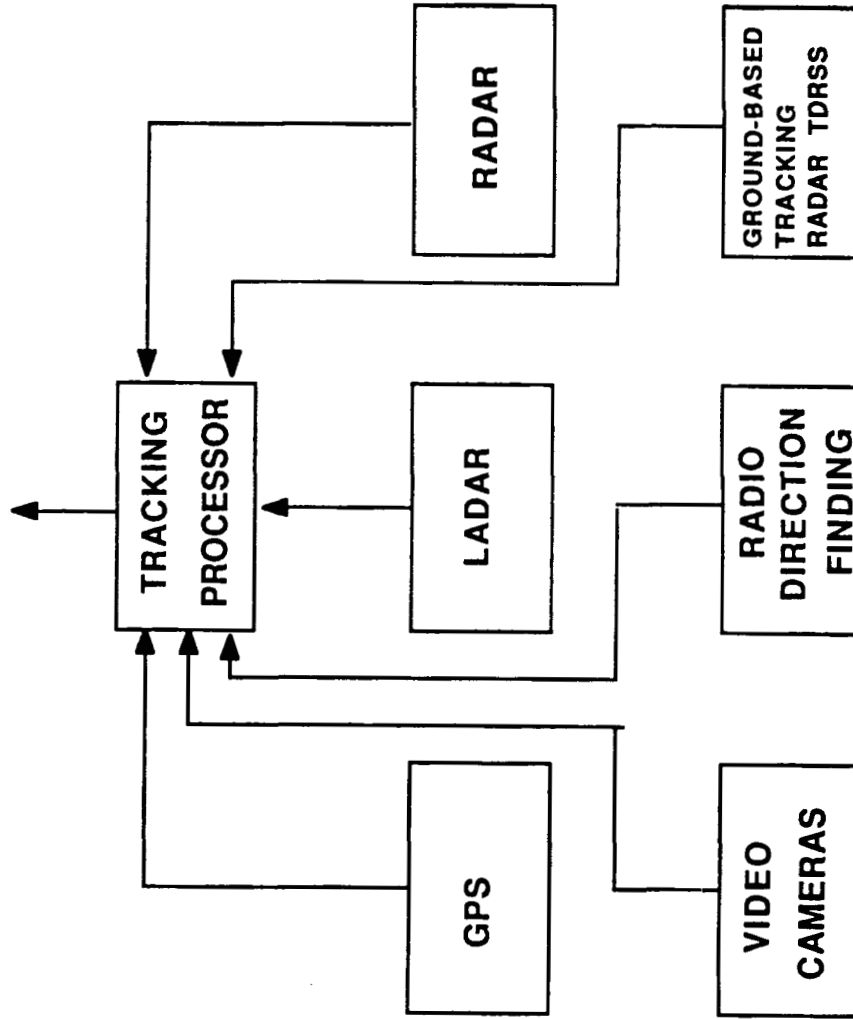 TRACKING
PROCESSOR
GPS
LADAR
RADAR
VIDEO
CAMERAS
RADIO
DIRECTION
FINDING
GROUND-BASED
TRACKING
RADAR TDRSS